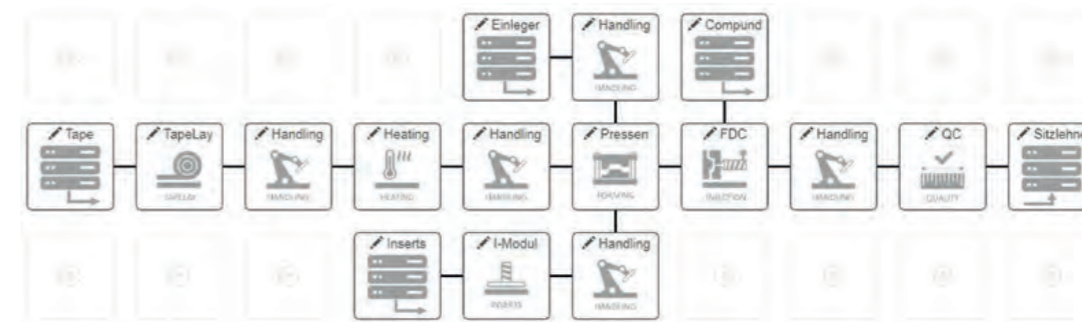 Einleger
Handling
Compund
HANDLING
Tape
TapeLay
Handling
Heating
Handling
Pressen
FDC
Handling
QC
Sitzlehne
TAPELAY
HANDLING
HEATING
HANDLING
FORMING
INJECTION
HANDLING
QUALITY
Inserts
I-Modul
Handling
INSERTS
HANDLING